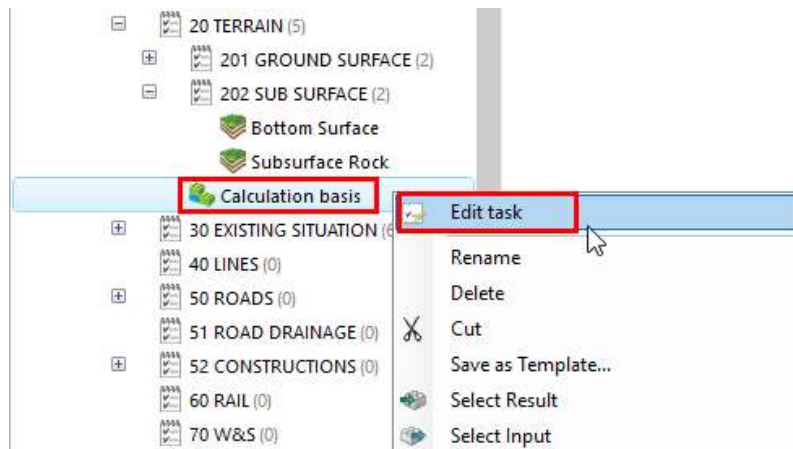 20 TERRAIN (5)
201 GROUND SURFACE (2)
202 SUB SURFACE (2)
Bottom Surface
Subsurface Rock
Calculation basis
30 EXISTING SITUATION (
40 LINES (0)
50 ROADS (0)
51 ROAD DRAINAGE (0)
52 CONSTRUCTIONS (0)
60 RAIL (0)
70 W&S (0)
Edit task
Rename
Delete
Cut
Save as Template...
Select Result
Select Input